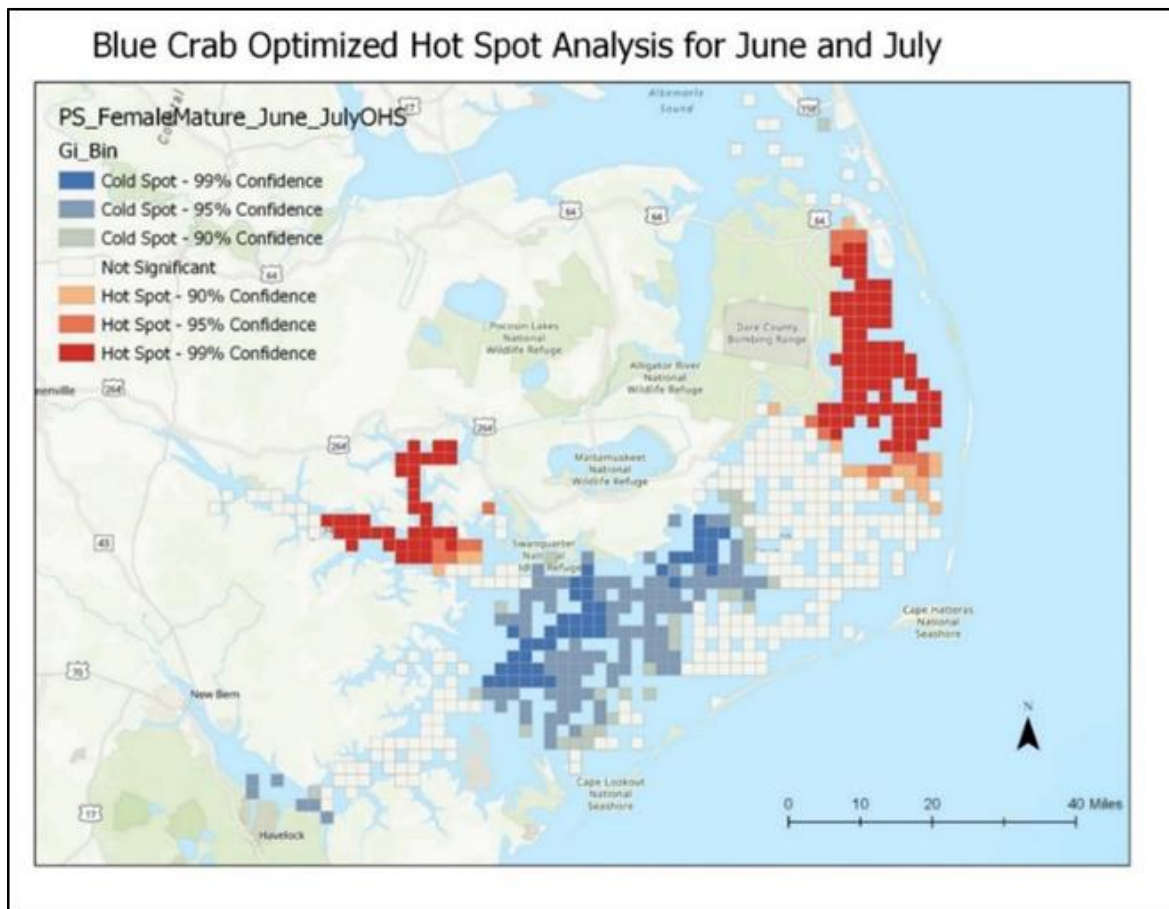 Blue Crab Optimized Hot Spot Analysis for June and July
PS_FemaleMature_June_JulyOHS
Gi_Bin
Cold Spot - 99% Confidence
Cold Spot - 95% Confidence
Cold Spot - 90% Confidence
Not Significant
Hot Spot - 90% Confidence
Hot Spot - 95% Confidence
Hot Spot - 99% Confidence
Albemarle
Sound
17
158
64
64
64
64
Pocosin Lakes
National
Wildlife Refuge
Dare County
Bombing Range
Alligator River
National
Wildlife Refuge
enville
264
264
264
Mattamuskeet
National
Wildlife Refuge
43
Swanquarter
National
Refuge
Cape Hatteras
National
Seashore
70
New Bern
N
Cape Lookout
National
Seashore
17
Havelock
0 10 20 40 Miles